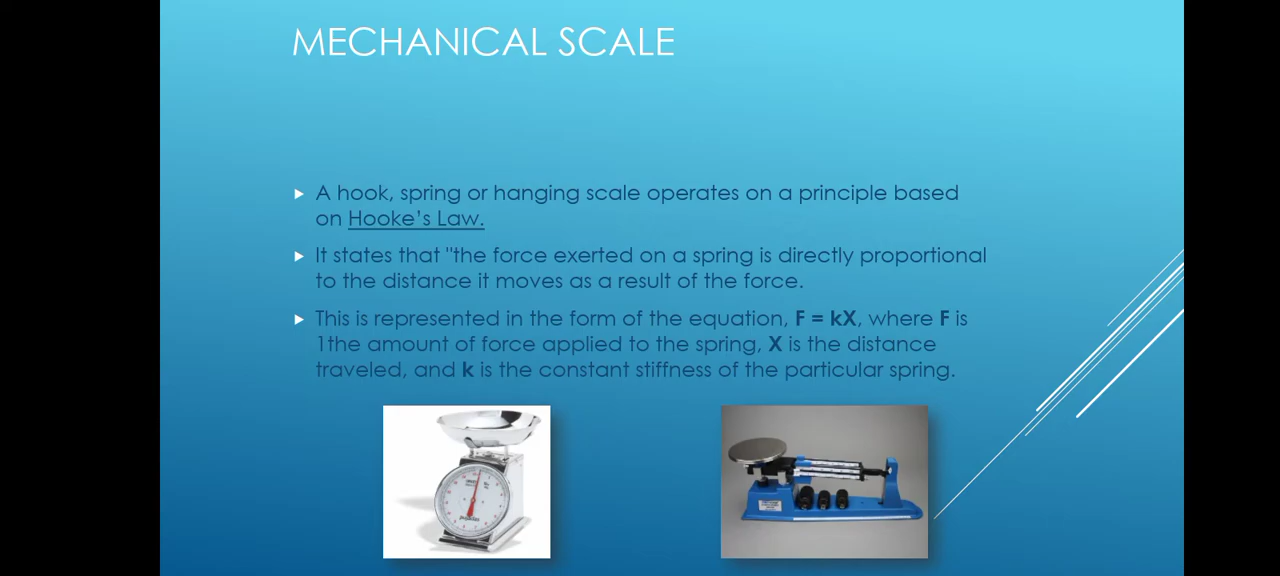 MECHANICAL SCALE
A hook, spring or hanging scale operates on a principle based
on Hooke's Law.
It states that "the force exerted on a spring is directly proportional
to the distance it moves as a result of the force.
This is represented in the form of the equation, F = kX, where F is
1the amount of force applied to the spring, X is the distance
traveled, and k is the constant stiffness of the particular spring.